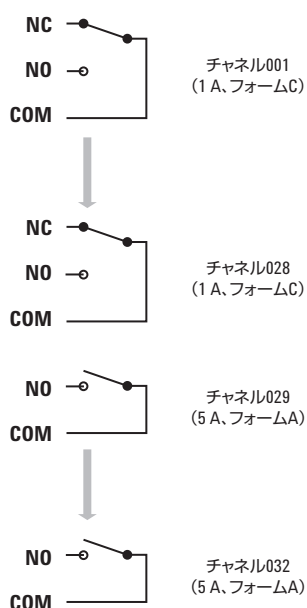 NC
NO
COM
チャネル001
(1 A、フォームC)
NC
NO
COM
チャネル028
(1 A、フォームC)
NO
COM
チャネル029
(5 A、フォームA)
NO
COM
チャネル032
(5 A、フォームA)